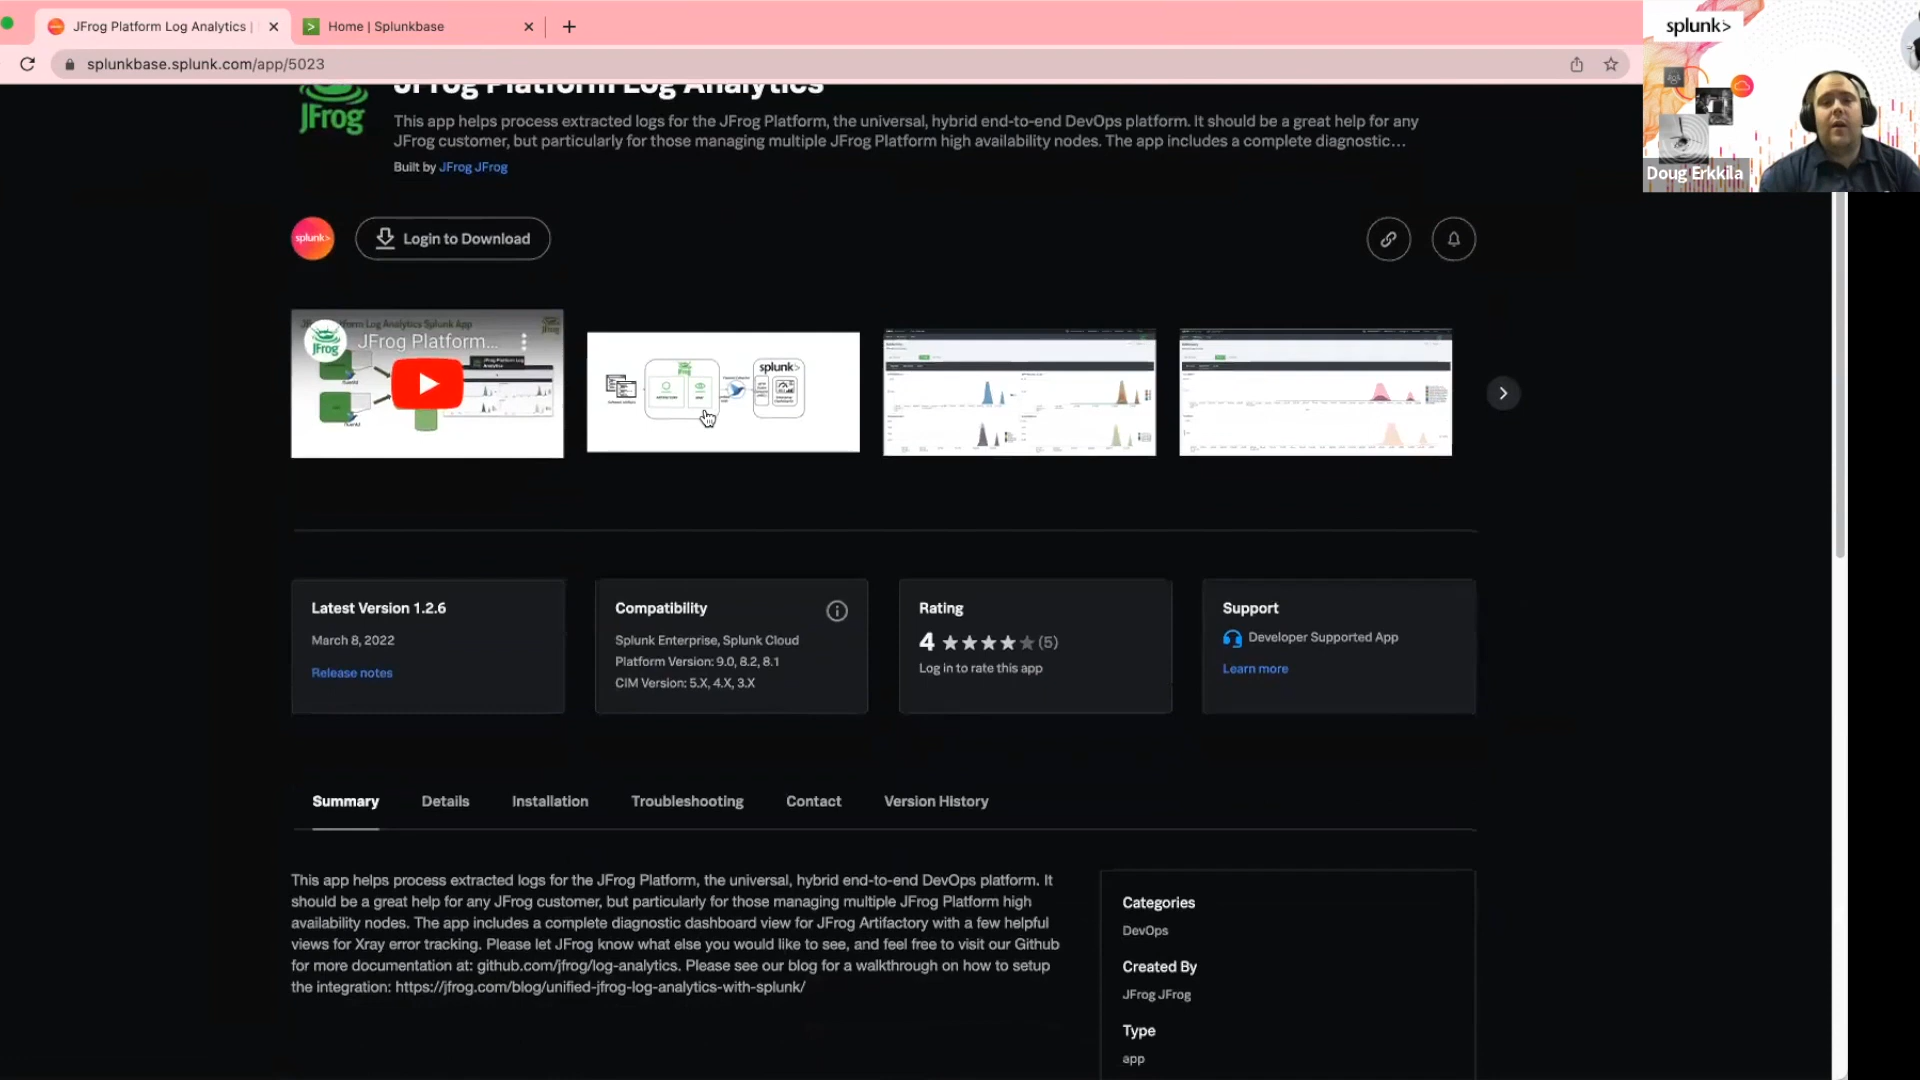 JFrog Platform Log Analytics |
Home | Splunkbase
splunkbase.splunk.com/app/5023
splunk>
Doug Erkkila
JFrog
JFrog Platform Log Analytics
This app helps process extracted logs for the JFrog Platform, the universal, hybrid end-to-end DevOps platform. It should be a great help for any
JFrog customer, but particularly for those managing multiple JFrog Platform high availability nodes. The app includes a complete diagnostic...
Built by JFrog JFrog
splunk>
Login to Download
JFrog
JFrog Platform...
splunk>
Latest Version 1.2.6
March 8, 2022
Release notes
Compatibility
Splunk Enterprise, Splunk Cloud
Platform Version: 9.0, 8.2, 8.1
CIM Version: 5.X, 4.X, 3.X
Rating
4 (5)
Log in to rate this app
Support
Developer Supported App
Learn more
Summary
Details
Installation
Troubleshooting
Contact
Version History
This app helps process extracted logs for the JFrog Platform, the universal, hybrid end-to-end DevOps platform. It
should be a great help for any JFrog customer, but particularly for those managing multiple JFrog Platform high
availability nodes. The app includes a complete diagnostic dashboard view for JFrog Artifactory with a few helpful
views for Xray error tracking. Please let JFrog know what else you would like to see, and feel free to visit our Github
for more documentation at: github.com/jfrog/log-analytics. Please see our blog for a walkthrough on how to setup
the integration: https://jfrog.com/blog/unified-jfrog-log-analytics-with-splunk/
Categories
DevOps
Created By
JFrog JFrog
Type
app